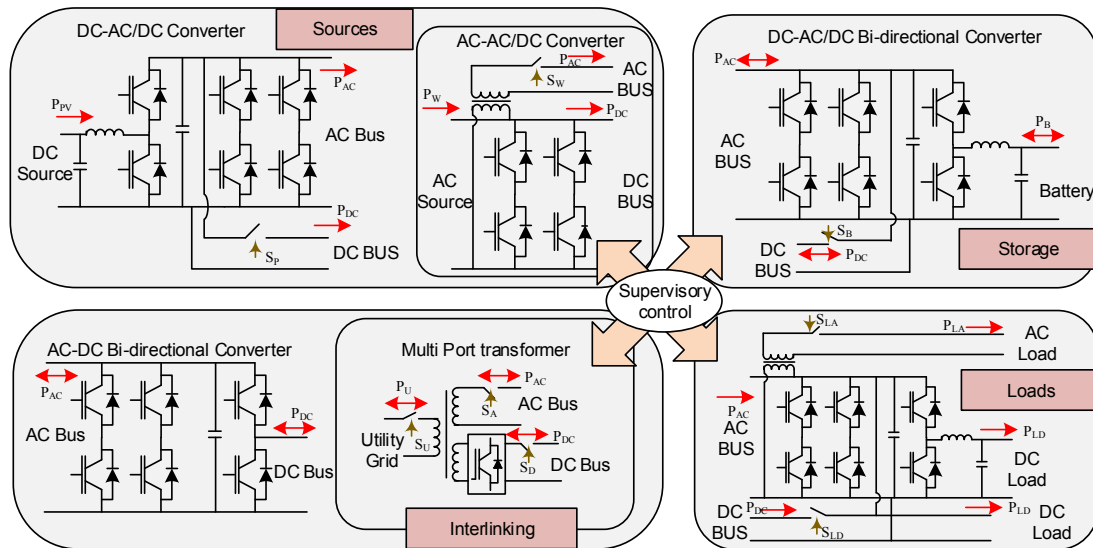 DC-AC/DC Converter
Sources
P_PV
P_AC
DC
Source
AC Bus
P_DC
S_P
DC BUS
AC-AC/DC Converter
P_AC
S_W
AC
BUS
P_W
P_DC
AC
Source
DC
BUS
DC-AC/DC Bi-directional Converter
P_AC
P_B
AC
BUS
Battery
S_B
DC
BUS
P_DC
Storage
Supervisory
control
AC-DC Bi-directional Converter
P_AC
P_DC
AC Bus
DC Bus
Multi Port transformer
P_U
P_AC
S_A
AC Bus
S_U
Utility
Grid
P_DC
S_D
DC Bus
Interlinking
S_LA
P_LA
AC
Load
Loads
P_AC
AC
BUS
P_LD
DC
Load
P_DC
DC
BUS
S_LD
P_LD
DC
Load